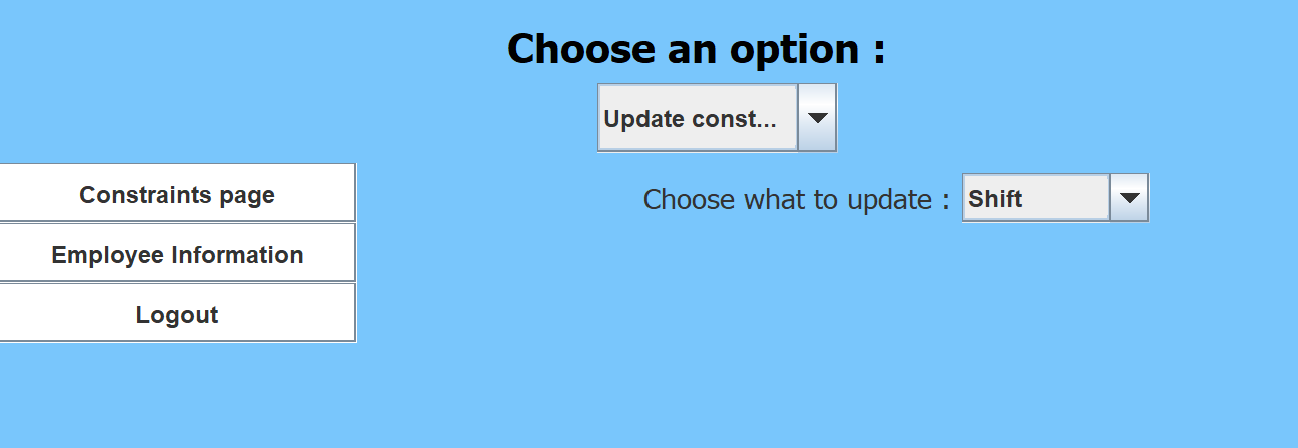 Choose an option :
Update const...
Choose what to update :
Shift
Constraints page
Employee Information
Logout